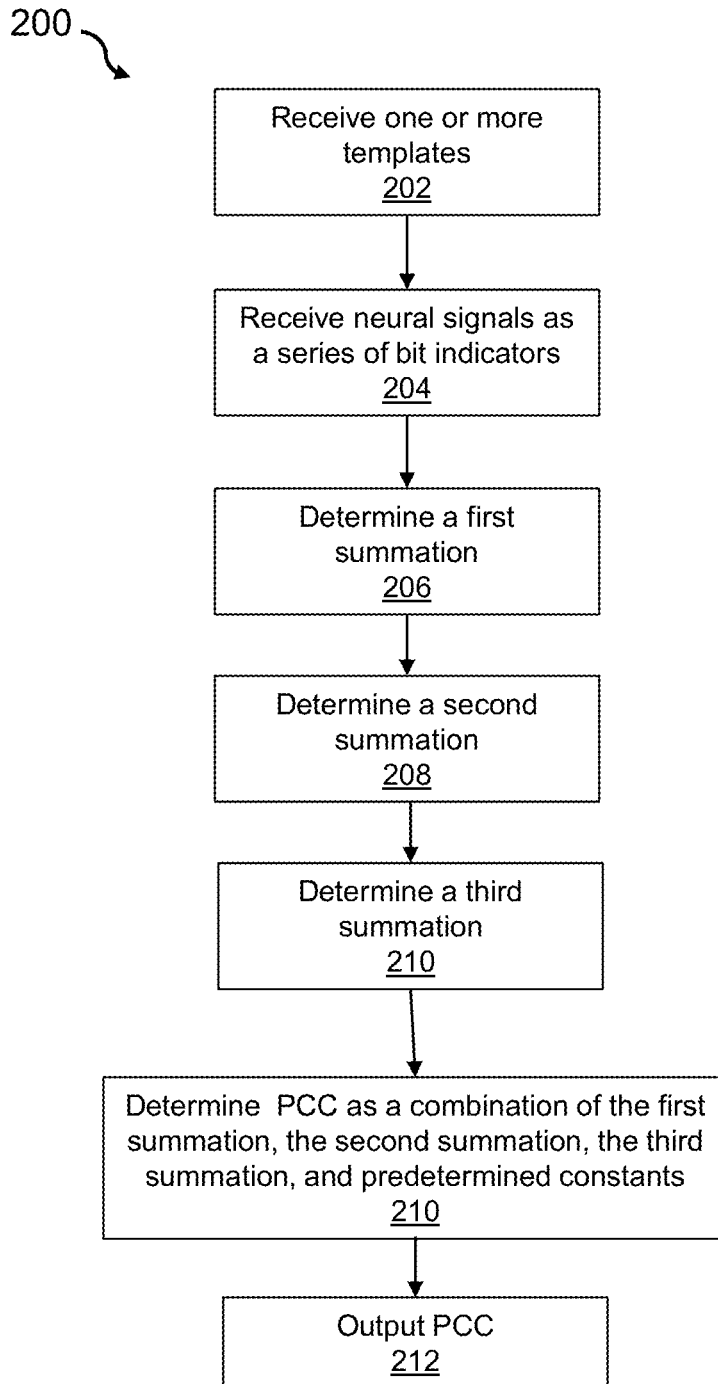 200
Receive one or more
templates
202
Receive neural signals as
a series of bit indicators
204
Determine a first
summation
206
Determine a second
summation
208
Determine a third
summation
210
Determine PCC as a combination of the first
summation, the second summation, the third
summation, and predetermined constants
210
Output PCC
212